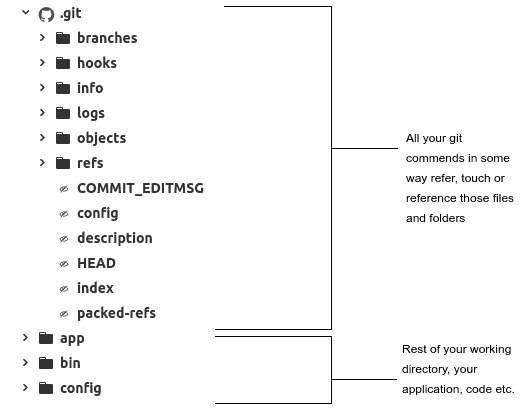 .git
branches
hooks
info
logs
objects
refs
COMMIT_EDITMSG
config
description
HEAD
index
packed-refs
app
bin
config
All your git
commends in some
way refer, touch or
reference those files
and folders
Rest of your working
directory, your
application, code etc.